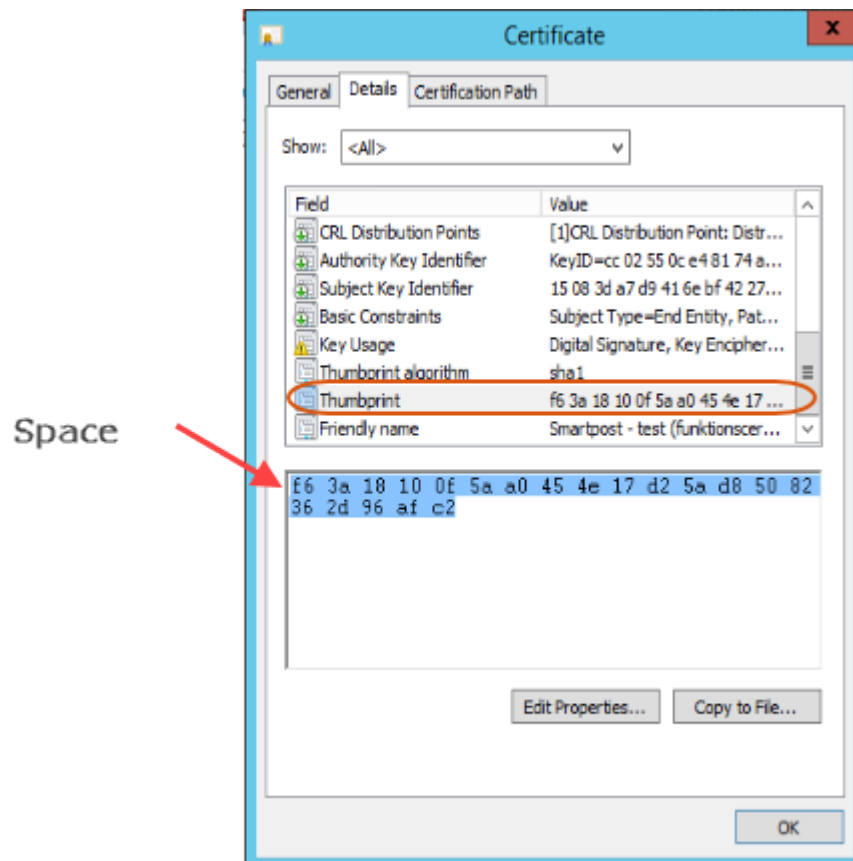 Certificate
x
General Details Certification Path
Show: <All>
Field Value
CRL Distribution Points [1]CRL Distribution Point: Distr...
Authority Key Identifier KeyID=cc 02 55 0c e4 81 74 a...
Subject Key Identifier 15 08 3d a7 d9 41 6e bf 42 27...
Basic Constraints Subject Type=End Entity, Pat...
Key Usage Digital Signature, Key Encipher...
Thumbprint algorithm sha1
Thumbprint f6 3a 18 10 0f 5a a0 45 4e 17 ...
Friendly name Smartpost - test (funktionscer...
Space
f6 3a 18 10 0f 5a a0 45 4e 17 d2 5a d8 50 82
36 2d 96 af c2
Edit Properties... Copy to File...
OK